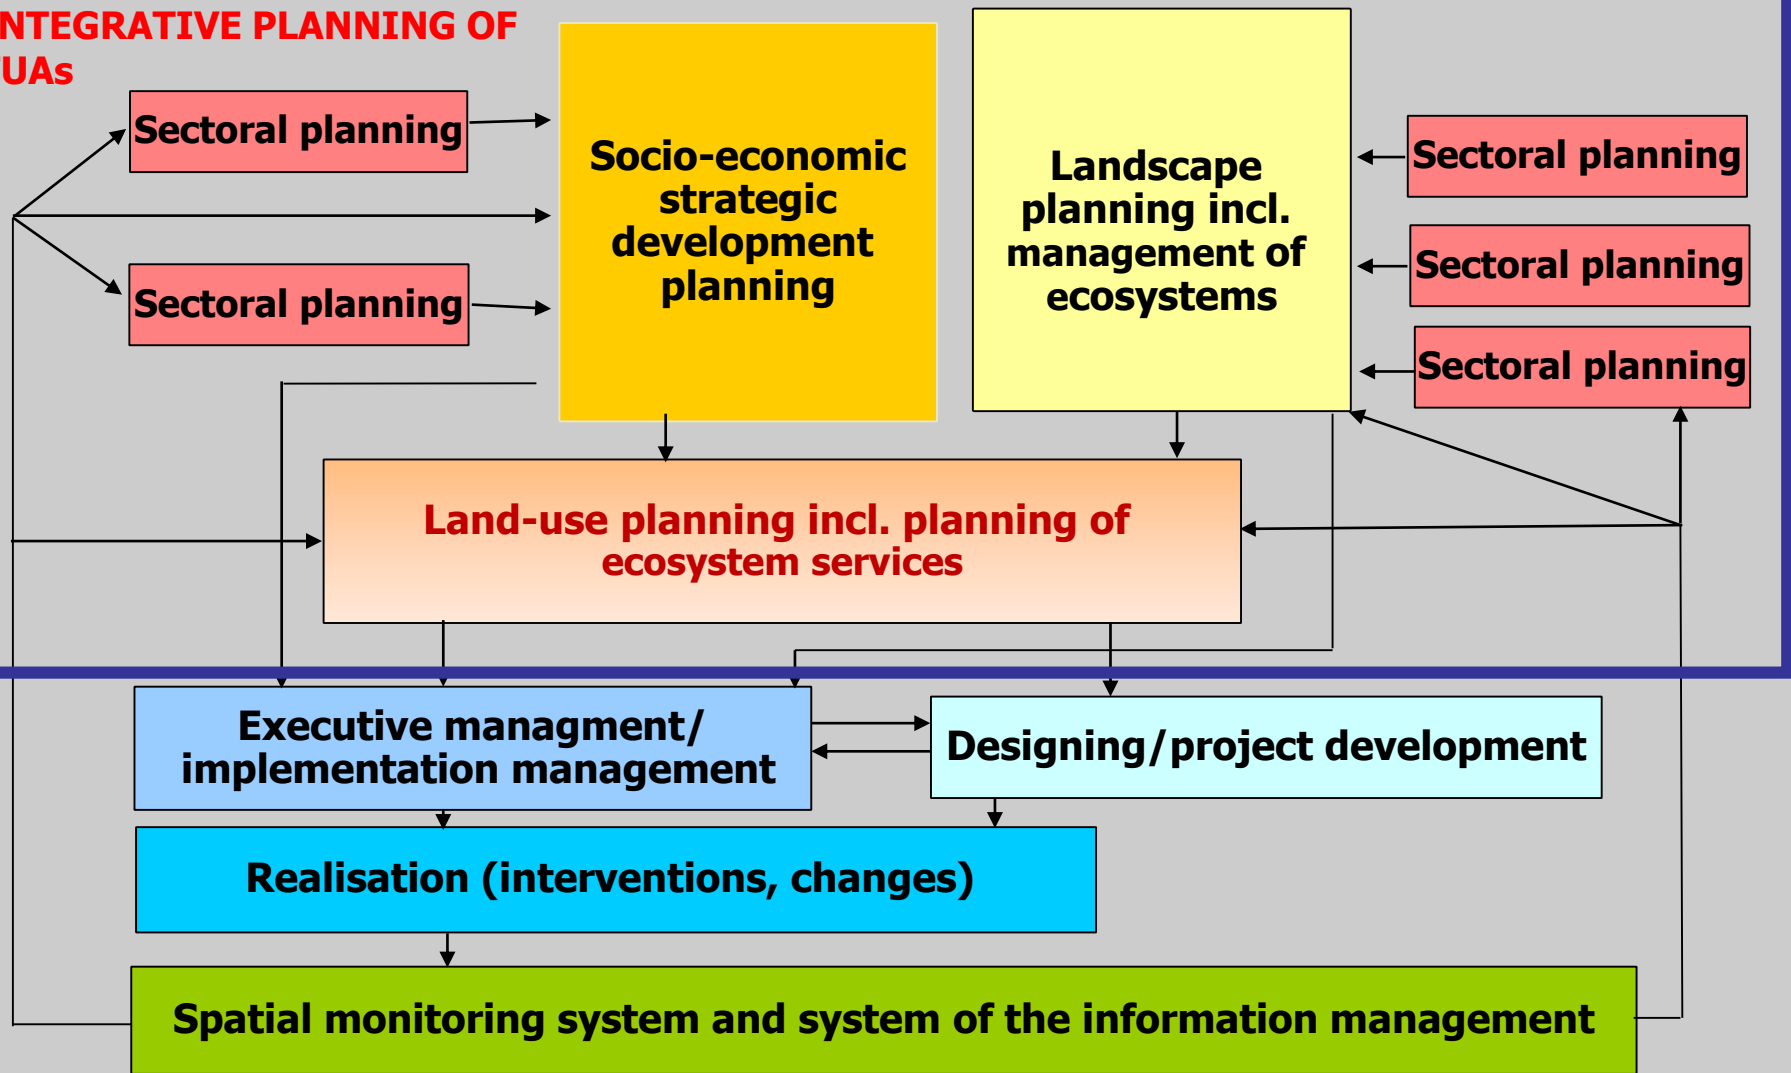 NTEGRATIVE PLANNING OF
UAs
Sectoral planning
Sectoral planning
Socio-economic
strategic
development
planning
Landscape
planning incl.
management of
ecosystems
Sectoral planning
Sectoral planning
Sectoral planning
Land-use planning incl. planning of
ecosystem services
Executive managment/
implementation management
Designing/project development
Realisation (interventions, changes)
Spatial monitoring system and system of the information management